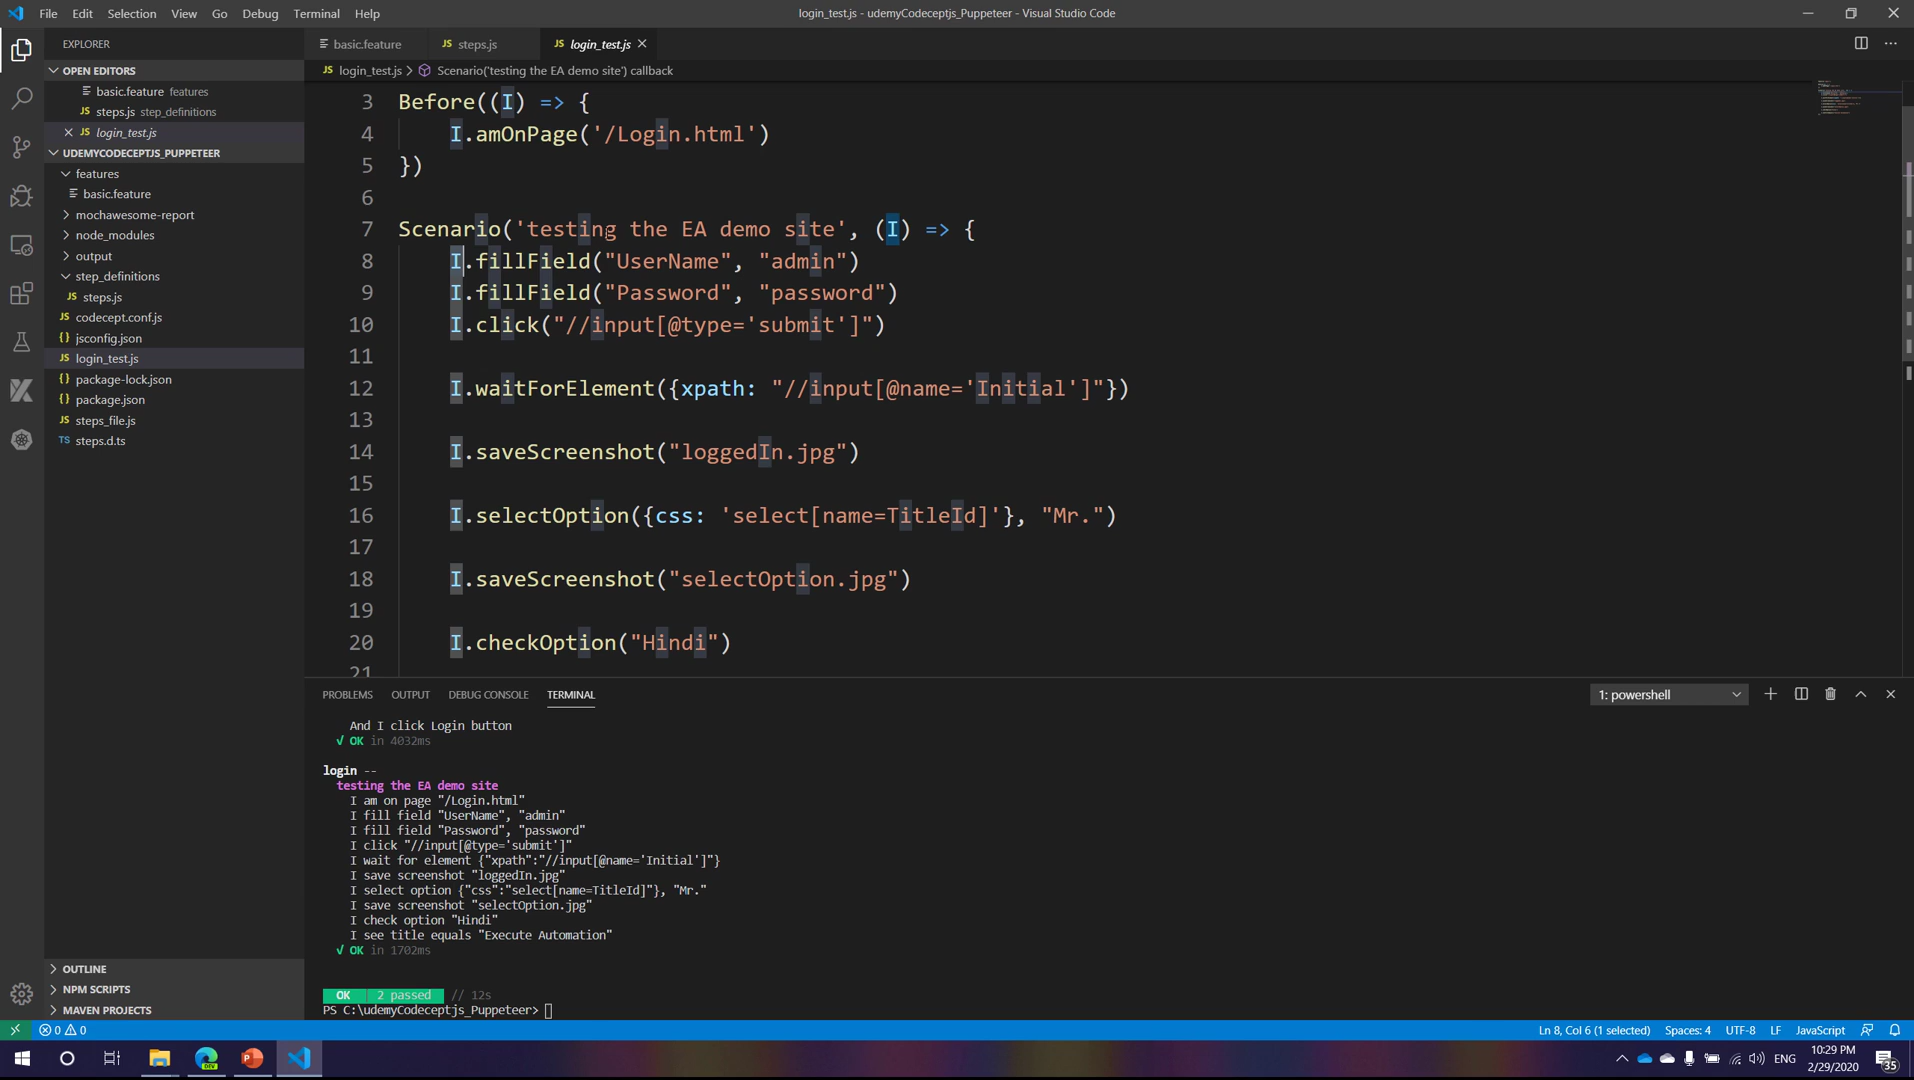 File Edit Selection View Go Debug Terminal Help
login_test.js - udemyCodeceptjs_Puppeteer - Visual Studio Code
EXPLORER
OPEN EDITORS
basic.feature features
steps.js step_definitions
login_test.js
UDEMYCODECEPTJS_PUPPETEER
features
basic.feature
mochawesome-report
node_modules
output
step_definitions
JS steps.js
JS codecept.conf.js
{} jsconfig.json
JS login_test.js
{} package-lock.json
{} package.json
JS steps_file.js
TS steps.d.ts
OUTLINE
NPM SCRIPTS
MAVEN PROJECTS
basic.feature
JS steps.js
JS login_test.js
JS login_test.js > Scenario('testing the EA demo site') callback
3 Before((I) => {
4 I.amOnPage('/Login.html')
5 })
6
7 Scenario('testing the EA demo site', (I) => {
8 I.fillField("UserName", "admin")
9 I.fillField("Password", "password")
10 I.click("//input[@type='submit']")
11
12 I.waitForElement({xpath: "//input[@name='Initial']"})
13
14 I.saveScreenshot("loggedIn.jpg")
15
16 I.selectOption({css: 'select[name=TitleId]'}, "Mr.")
17
18 I.saveScreenshot("selectOption.jpg")
19
20 I.checkOption("Hindi")
21
PROBLEMS OUTPUT DEBUG CONSOLE TERMINAL
1: powershell
And I click Login button
√ OK in 4032ms
login --
testing the EA demo site
I am on page "/Login.html"
I fill field "UserName", "admin"
I fill field "Password", "password"
I click "//input[@type='submit']"
I wait for element {"xpath":"//input[@name='Initial']"}
I save screenshot "loggedIn.jpg"
I select option {"css":"select[name=TitleId]"}, "Mr."
I save screenshot "selectOption.jpg"
I check option "Hindi"
I see title equals "Execute Automation"
√ OK in 1702ms
OK | 2 passed // 12s
PS C:\udemyCodeceptjs_Puppeteer>
0 0
Ln 8, Col 6 (1 selected) Spaces: 4 UTF-8 LF JavaScript
ENG
10:29 PM
2/29/2020
35